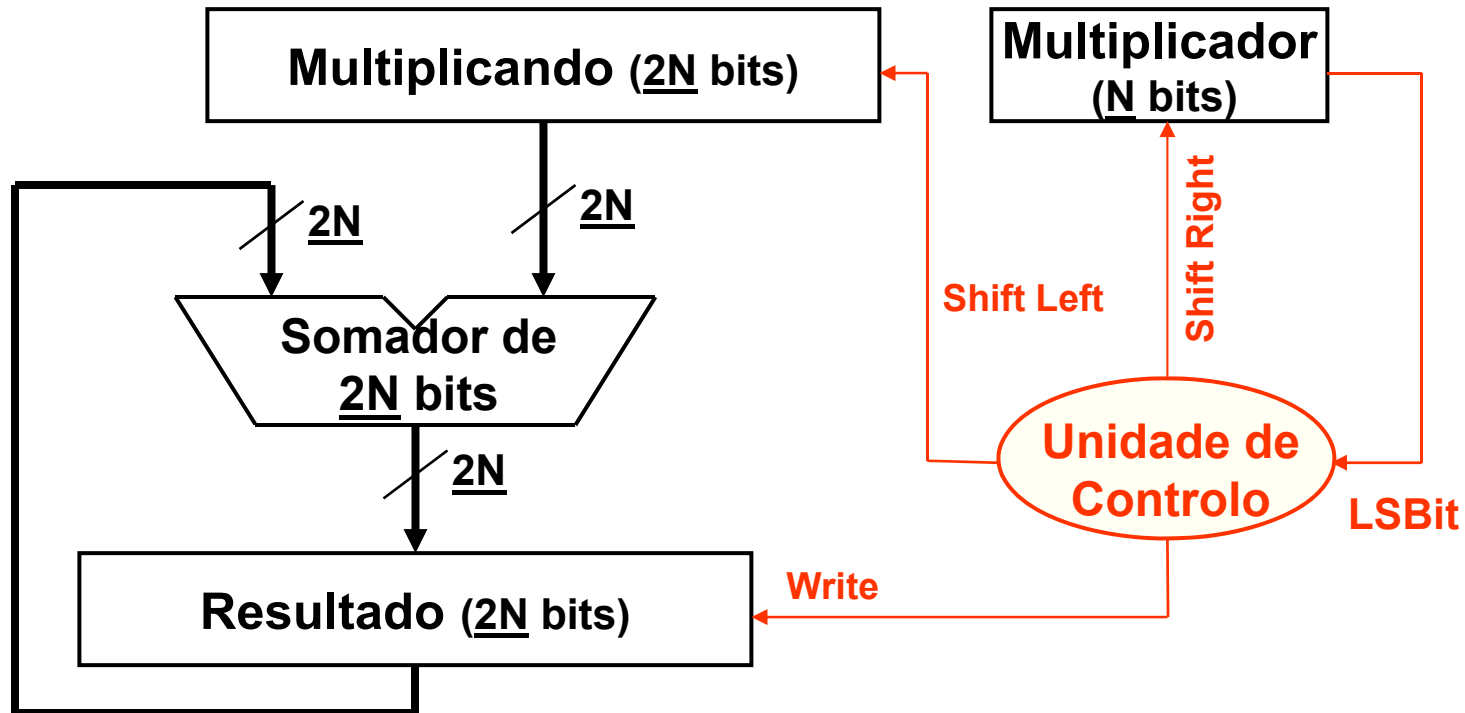 Multiplicando (2N bits)
Multiplicador
(N bits)
2N
2N
Shift Right
Shift Left
Somador de
2N bits
Unidade de
Controlo
2N
LSBit
Write
Resultado (2N bits)